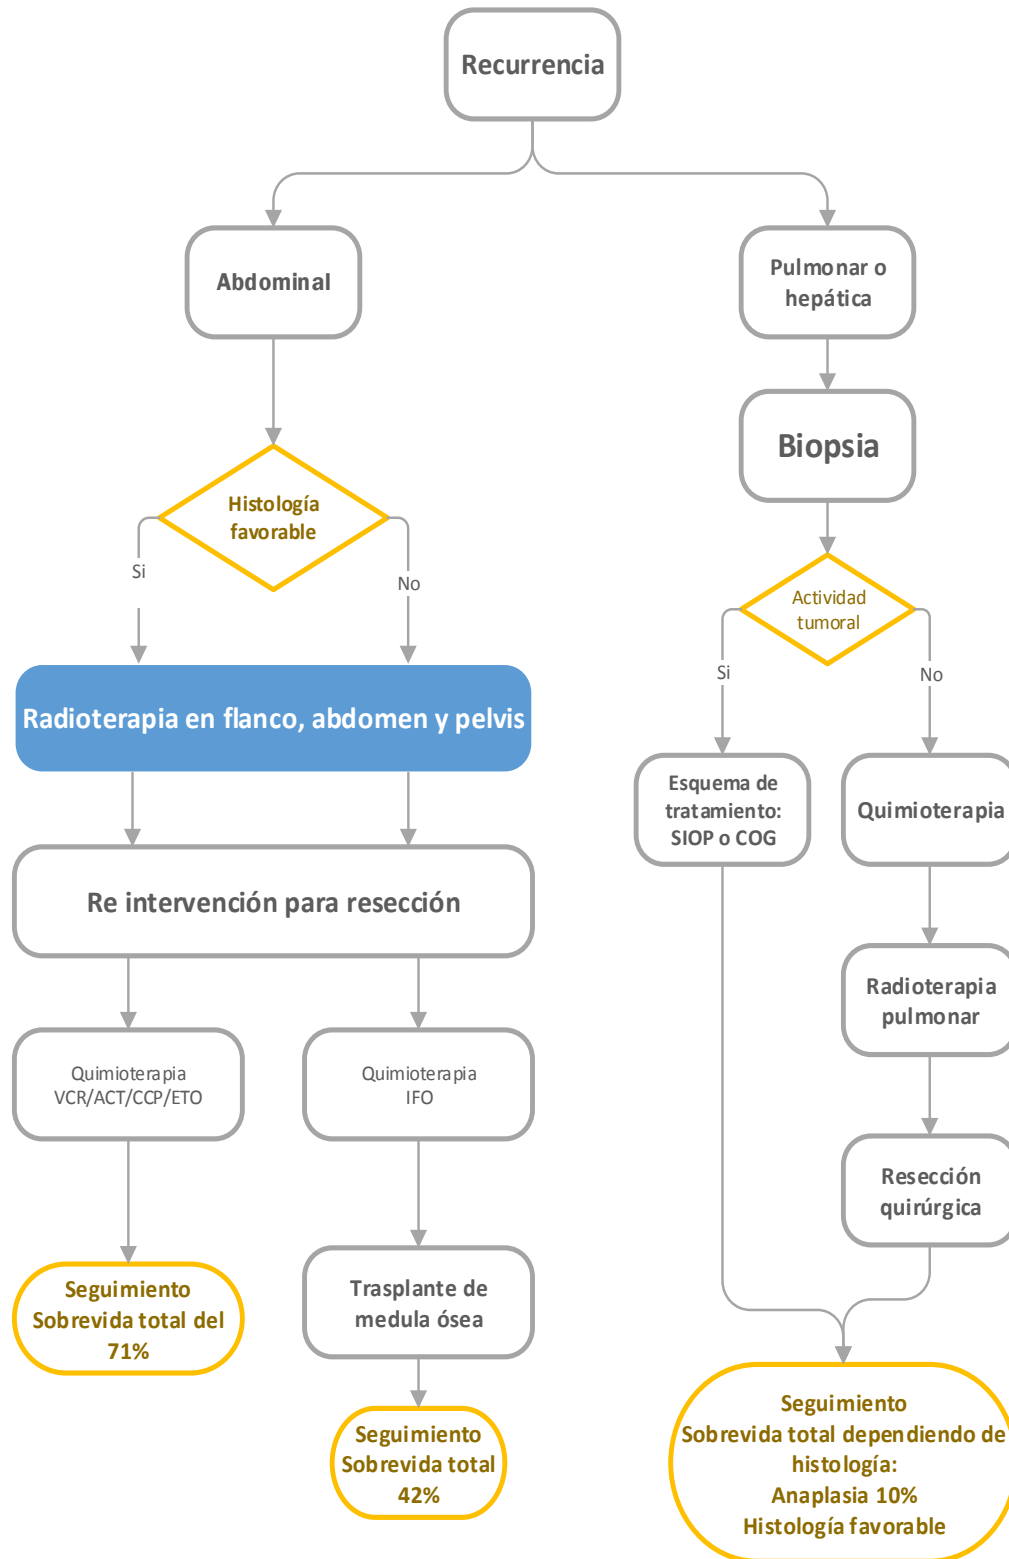 Recurrencia
Abdominal
Pulmonar o
hepática
Biopsia
Histología
favorable
Si
No
Actividad
tumoral
Si
No
Radioterapia en flanco, abdomen y pelvis
Esquema de
tratamiento:
SIOP o COG
Quimioterapia
Re intervención para resección
Radioterapia
pulmonar
Quimioterapia
VCR/ACT/CCP/ETO
Quimioterapia
IFO
Resección
quirúrgica
Seguimiento
Sobrevida total del
71%
Trasplante de
medula ósea
Seguimiento
Sobrevida total
42%
Seguimiento
Sobrevida total dependiendo de
histología:
Anaplasia 10%
Histología favorable